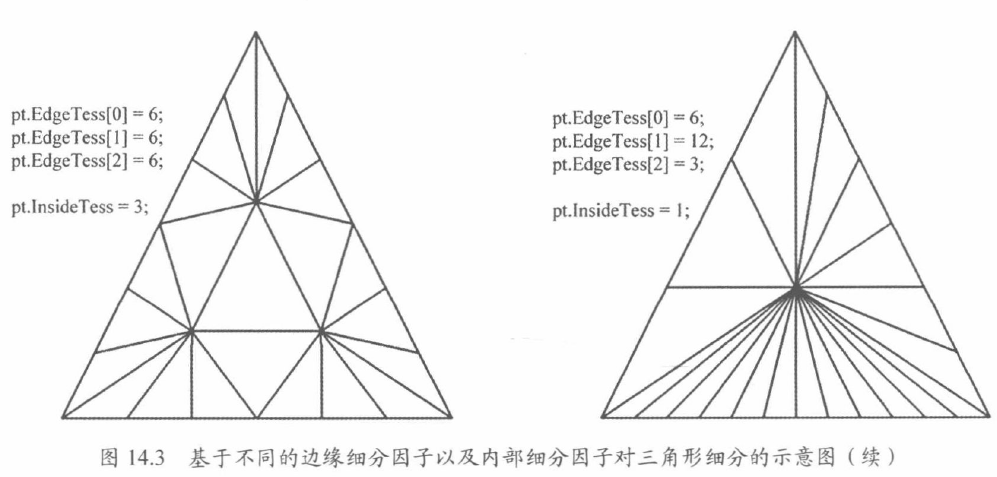 pt.EdgeTess[0] = 6;
pt.EdgeTess[1] = 6;
pt.EdgeTess[2] = 6;
pt.InsideTess = 3;
pt.EdgeTess[0] = 6;
pt.EdgeTess[1] = 12;
pt.EdgeTess[2] = 3;
pt.InsideTess = 1;
图 14.3 基于不同的边缘细分因子以及内部细分因子对三角形细分的示意图（续）